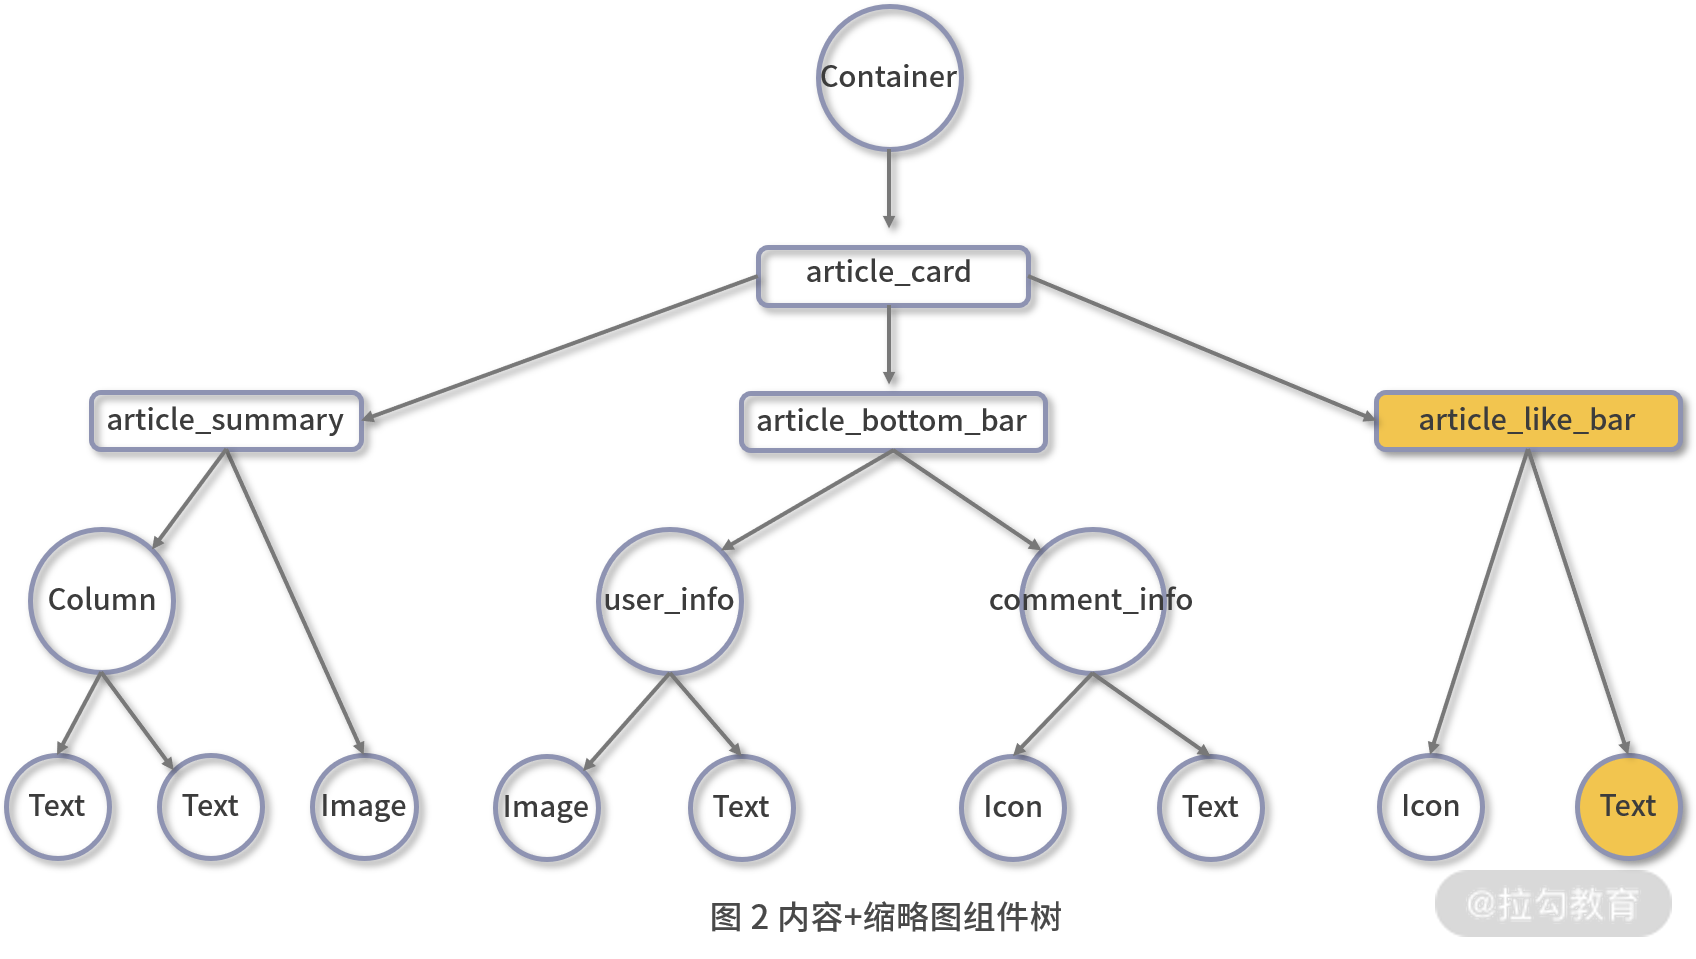 Container
article_card
article_summary
article_bottom_bar
article_like_bar
Column
user_info
comment_info
Text
Text
Image
Image
Text
Icon
Text
Icon
Text
图 2 内容+缩略图组件树
@拉勾教育